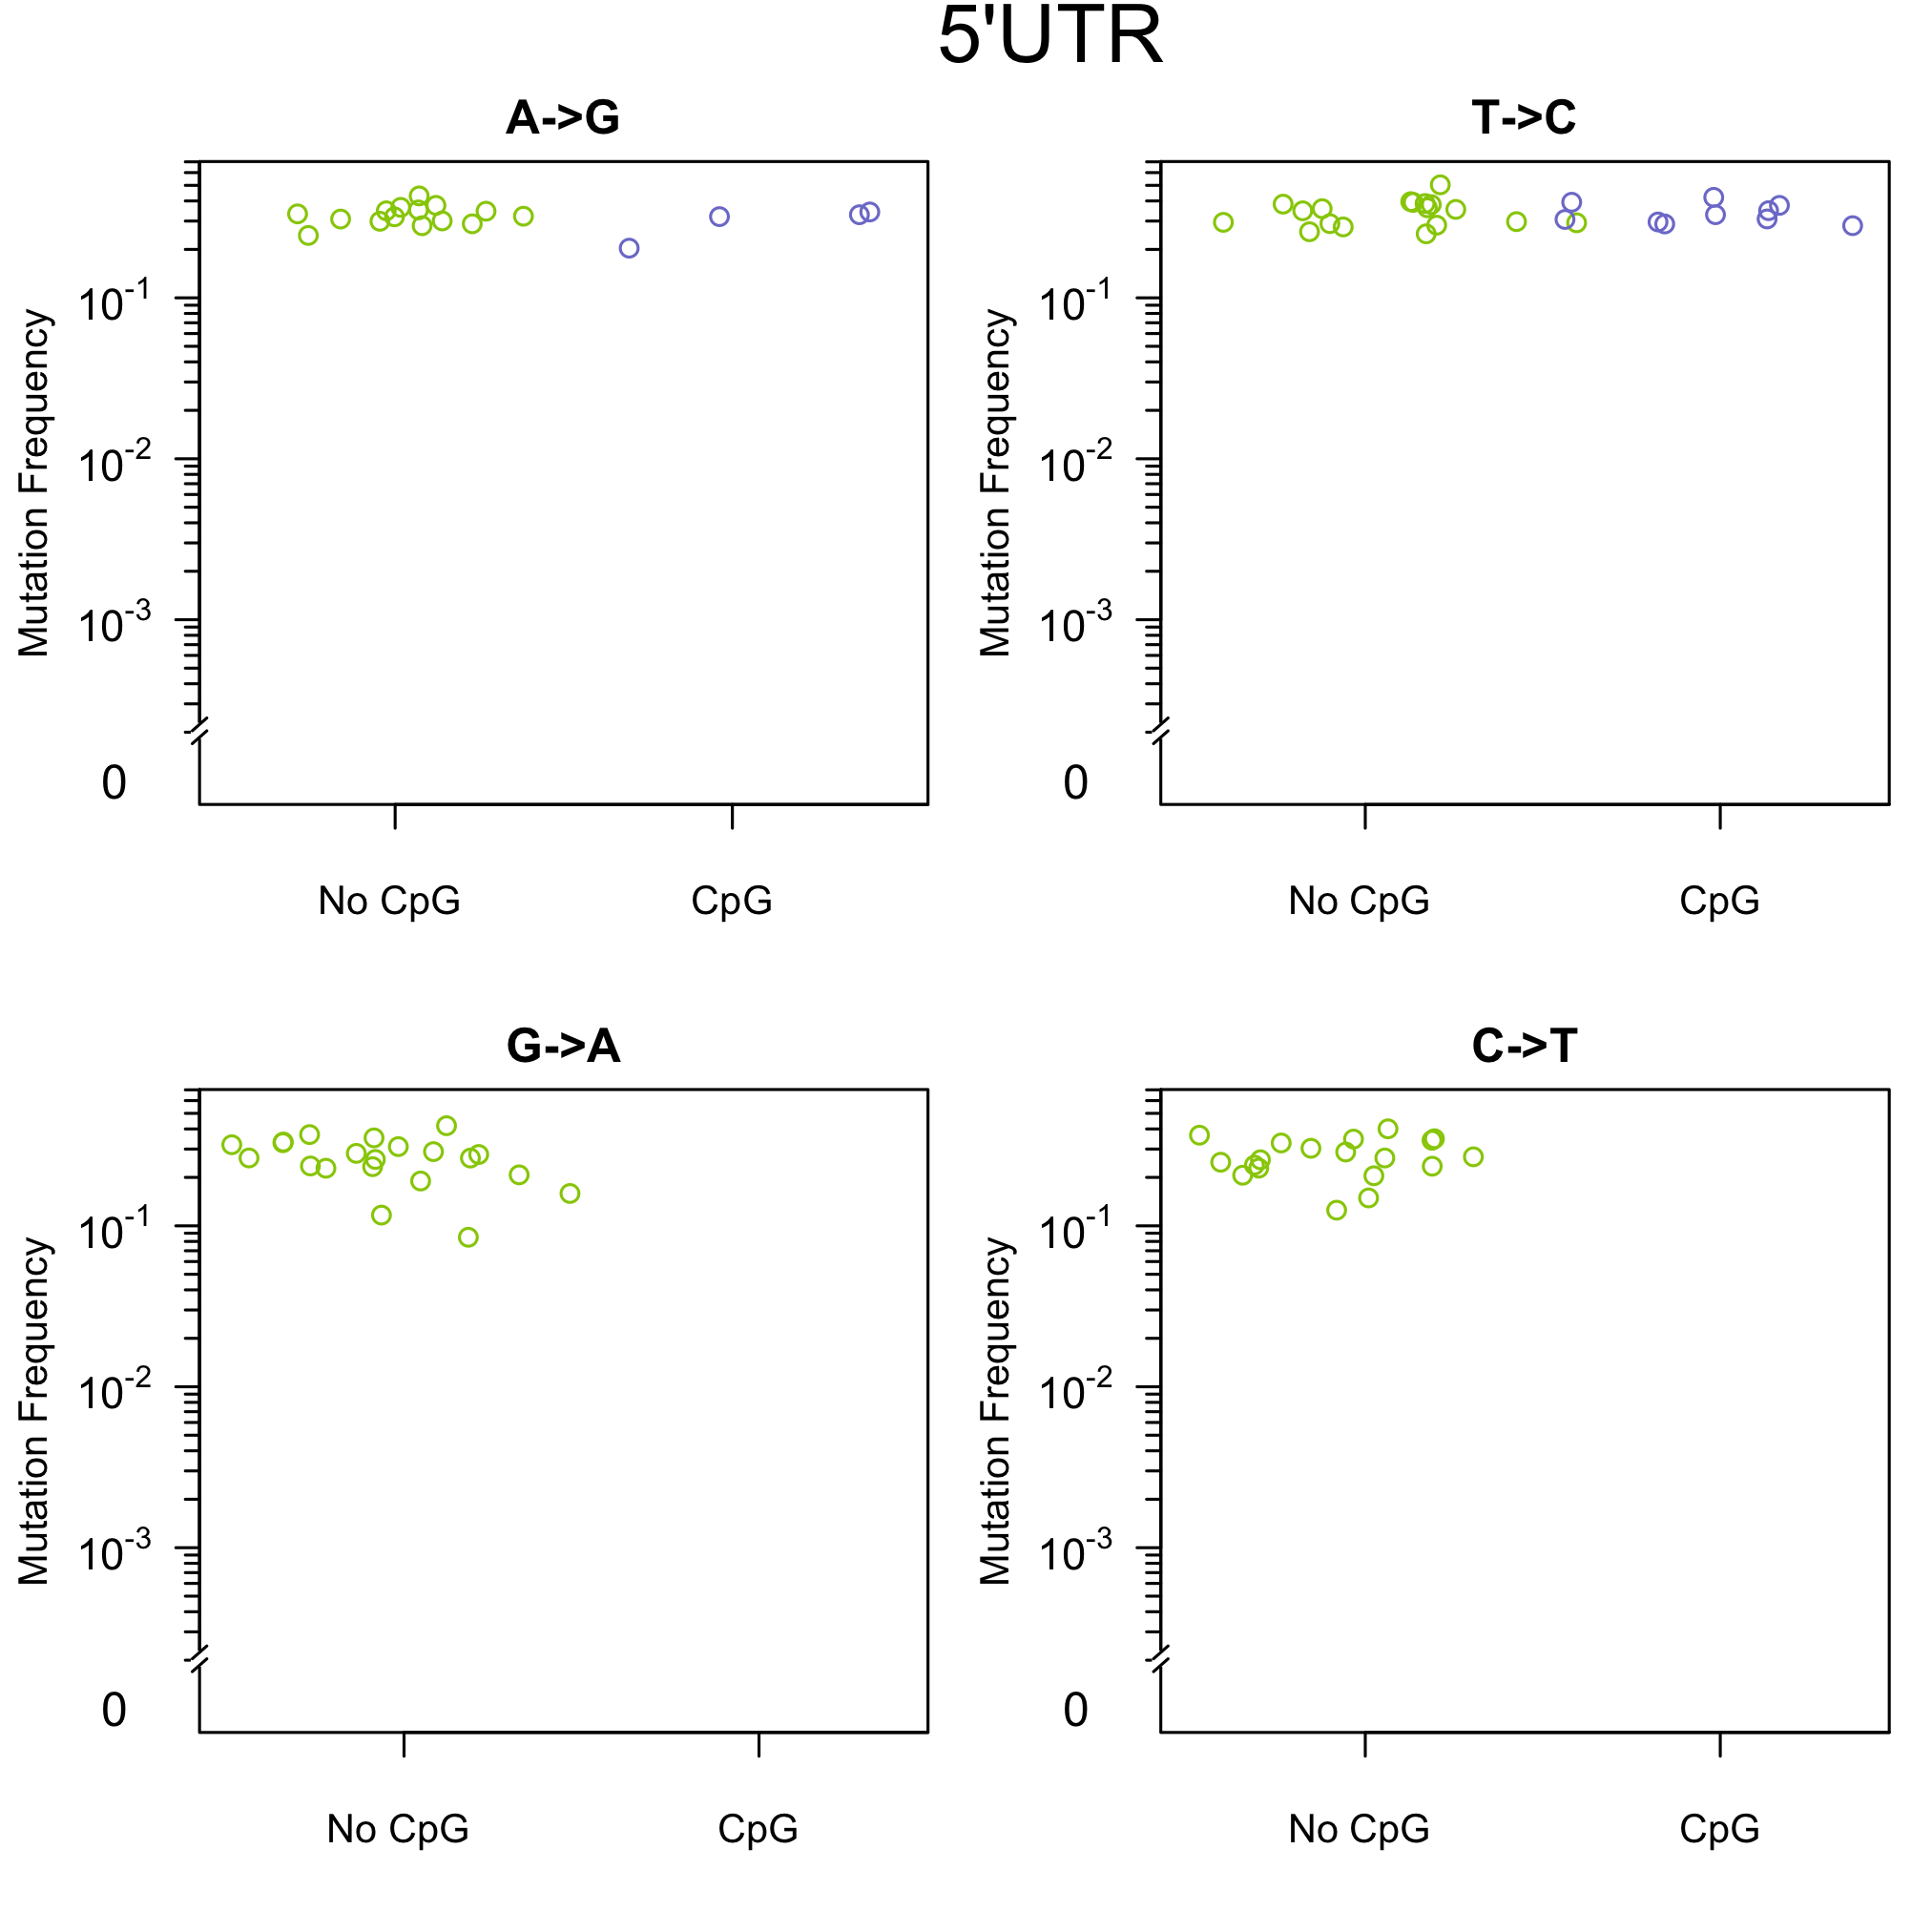 5'UTR
A->G
T->C
Mutation Frequency
10-1
10-2
10-3
0
No CpG CpG
Mutation Frequency
10-1
10-2
10-3
0
No CpG CpG
G->A
C->T
Mutation Frequency
10-1
10-2
10-3
0
No CpG CpG
Mutation Frequency
10-1
10-2
10-3
0
No CpG CpG